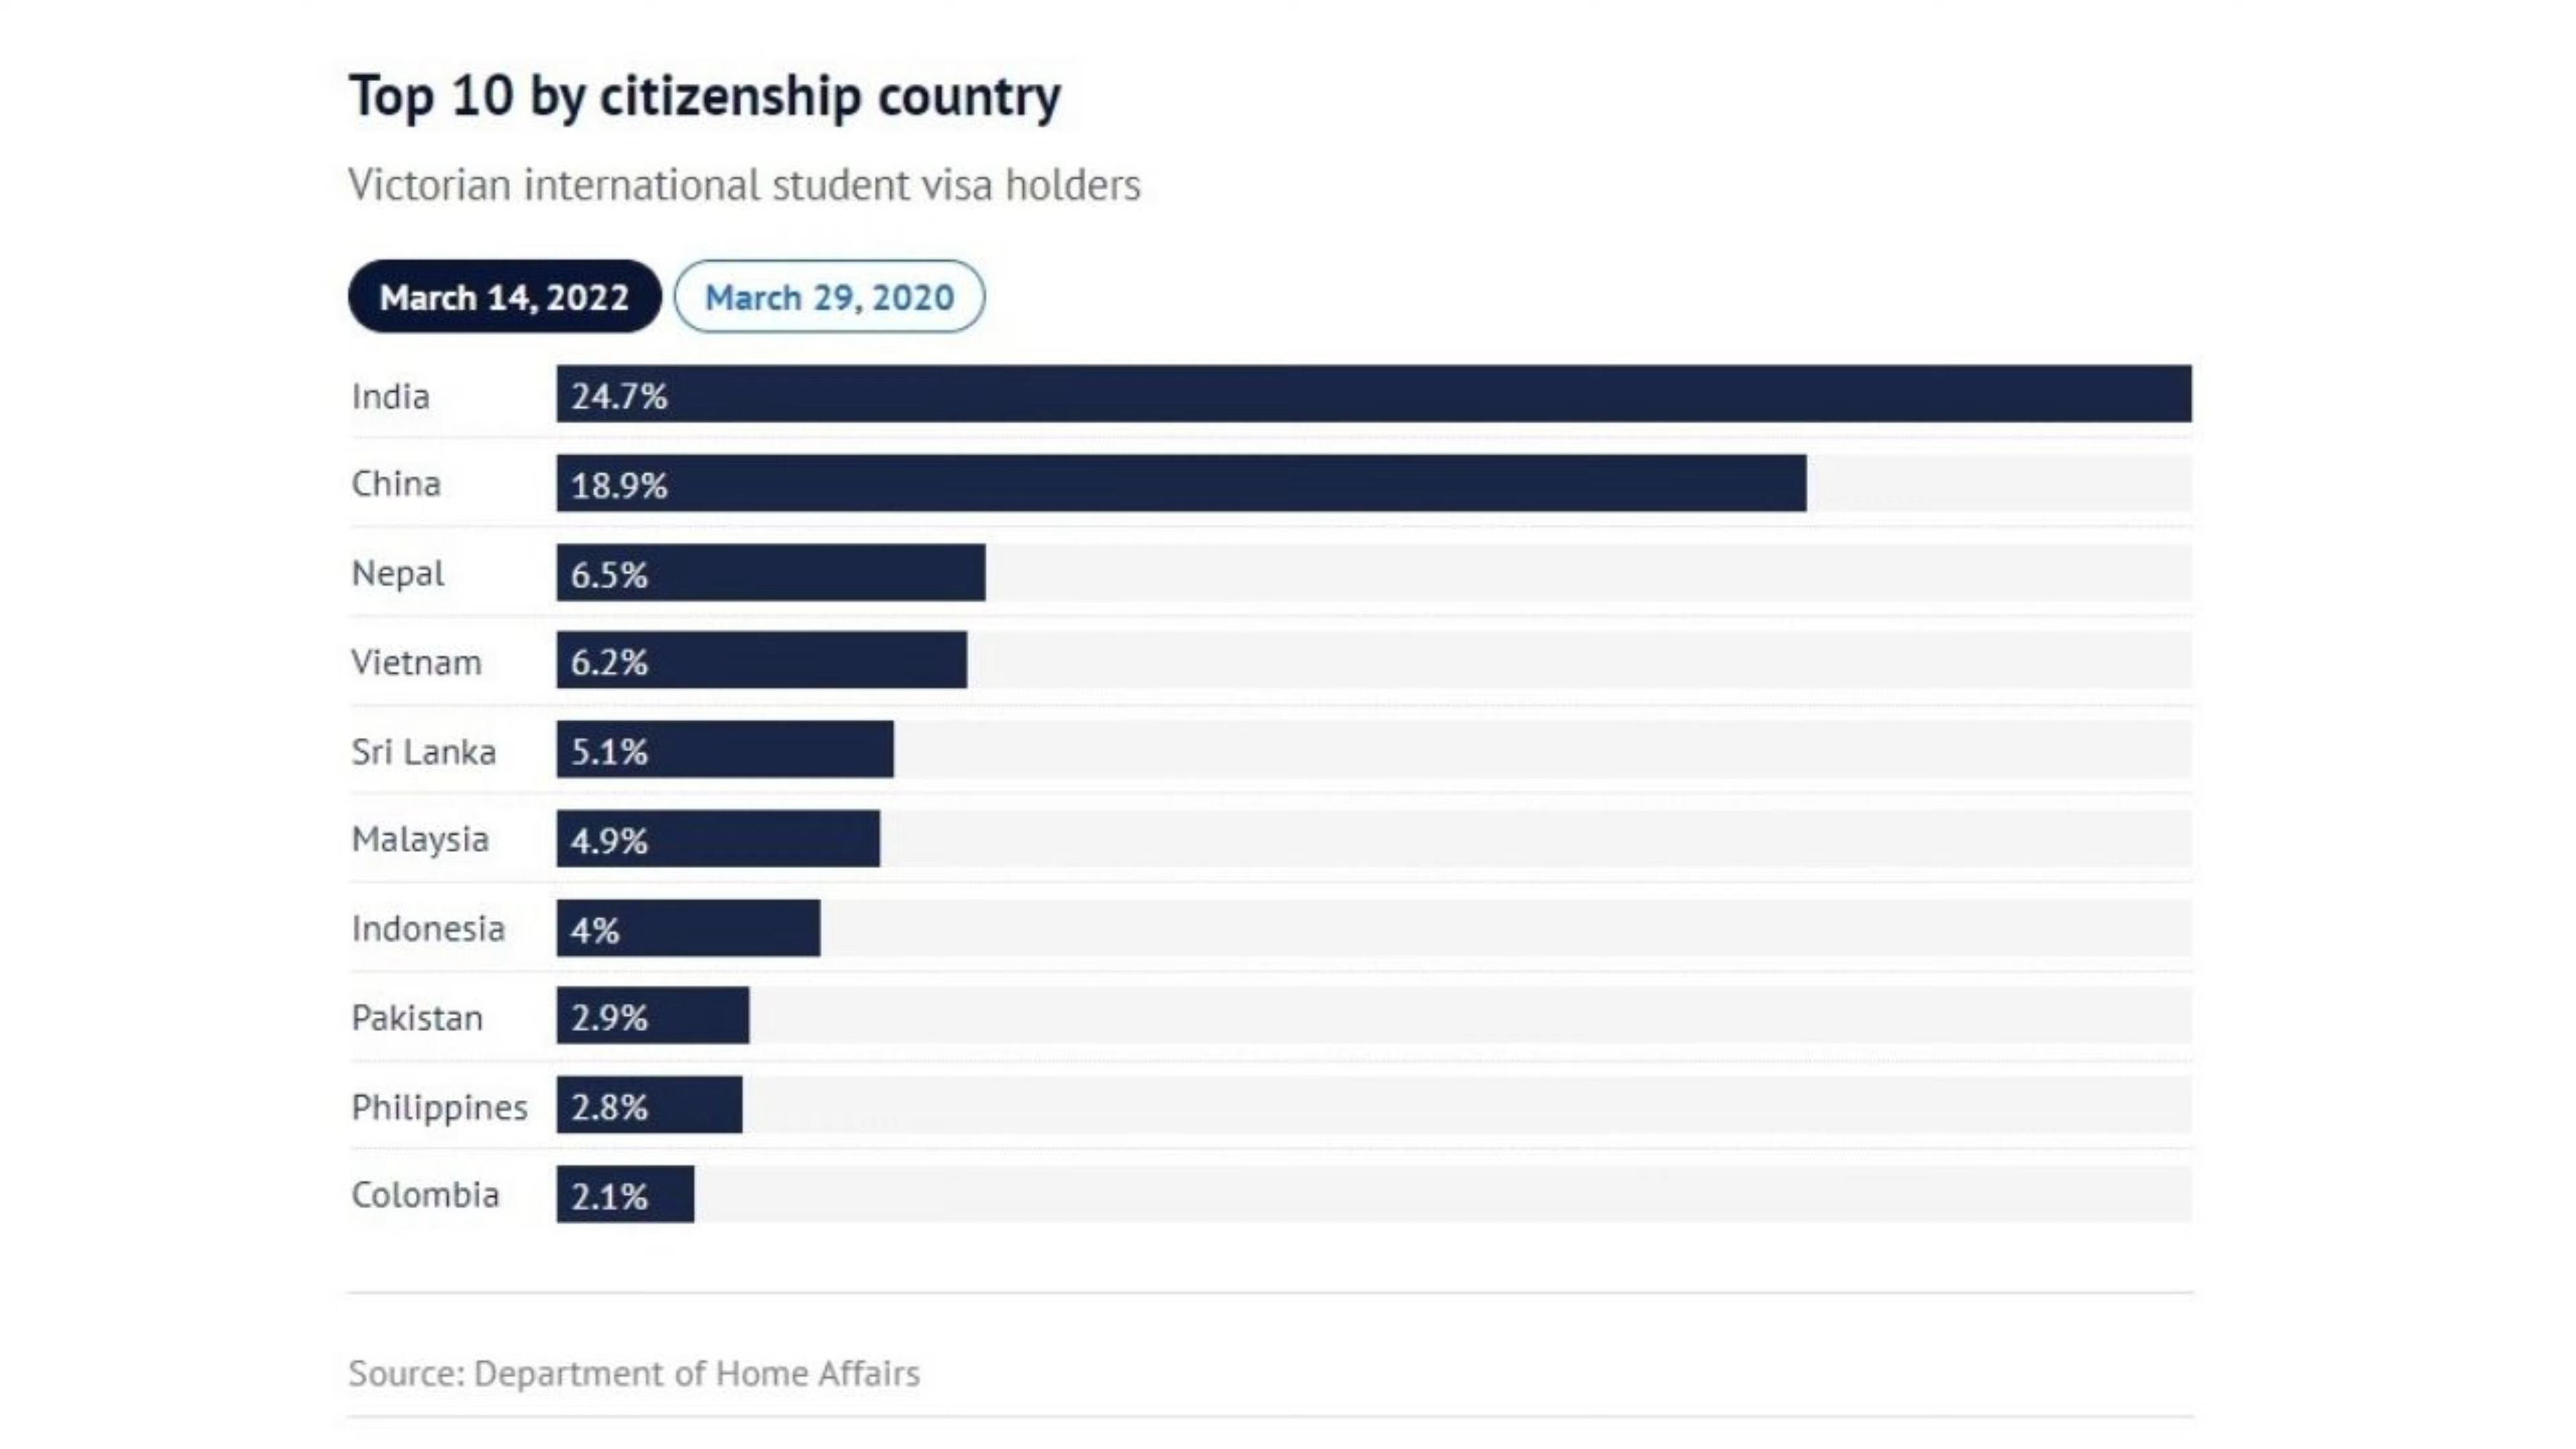 Top 10 by citizenship country
Victorian international student visa holders
March 14, 2022 March 29, 2020
India 24.7%
China 18.9%
Nepal 6.5%
Vietnam 6.2%
Sri Lanka 5.1%
Malaysia 4.9%
Indonesia 4%
Pakistan 2.9%
Philippines 2.8%
Colombia 2.1%
Source: Department of Home Affairs